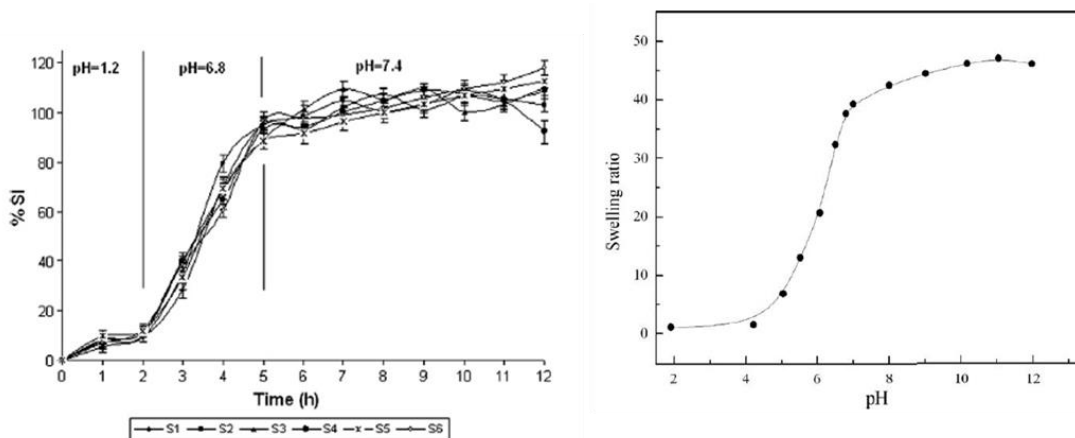 pH=1.2 pH=6.8 pH=7.4
120
100
80
60
40
20
0
% SI
0 1 2 3 4 5 6 7 8 9 10 11 12
Time (h)
S1 S2 S3 S4 S5 S6
50
40
30
20
10
0
Swelling ratio
2 4 6 8 10 12
pH